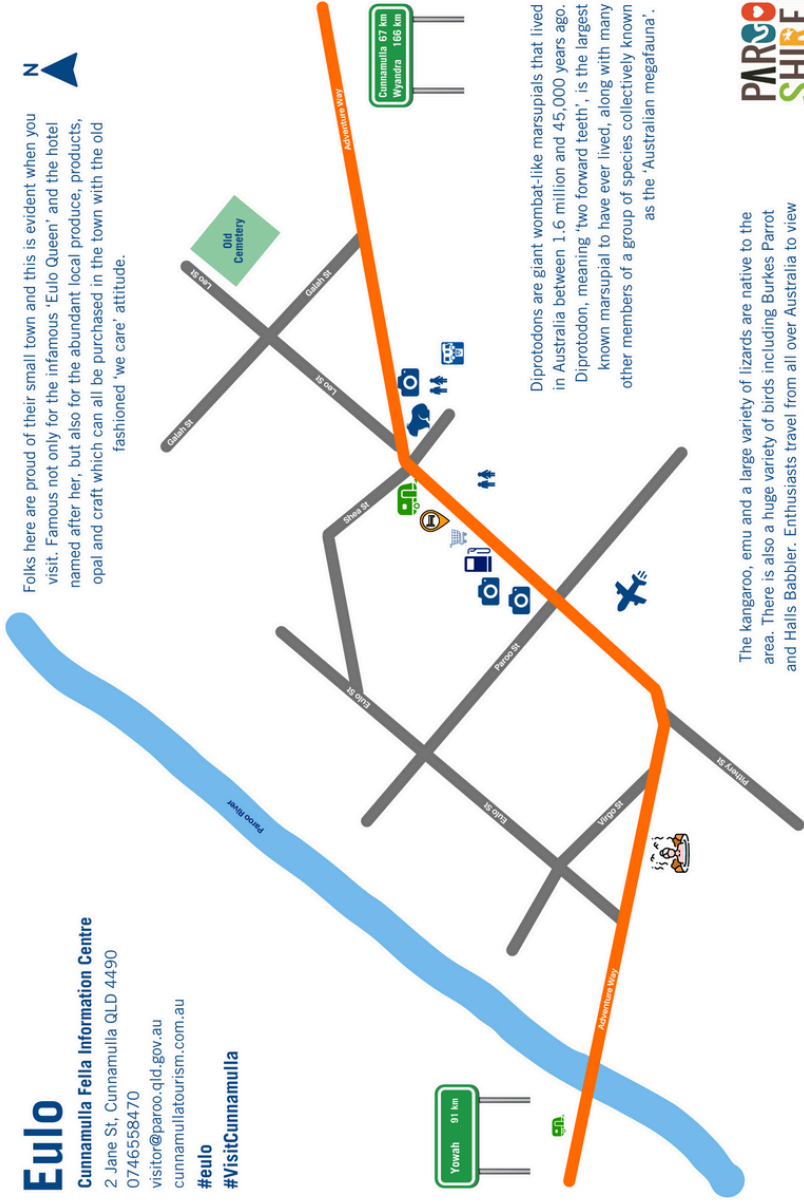 Eulo
Cunnamulla Fella Information Centre
2 Jane St, Cunnamulla QLD 4490
0746558470
visitor@paroo.qld.gov.au
cunnamullatourism.com.au
#eulo
#VisitCunnamulla
Folks here are proud of their small town and this is evident when you
visit. Famous not only for the infamous ‘Eulo Queen’ and the hotel
named after her, but also for the abundant local produce, products,
opal and craft which can all be purchased in the town with the old
fashioned ‘we care’ attitude.
N
Paroo River
Leo St
Old
Cemetery
Galah St
Galah St
Leo St
Adventure Way
Cunnamulla 67 km
Wyandra 166 km
Shea St
Eulo St
Paroo St
Eulo St
Virgo St
Pithery St
Adventure Way
Yowah 91 km
Diprotodons are giant wombat-like marsupials that lived
in Australia between 1.6 million and 45,000 years ago.
Diprotodon, meaning ‘two forward teeth’, is the largest
known marsupial to have ever lived, along with many
other members of a group of species collectively known
as the ‘Australian megafauna’.
The kangaroo, emu and a large variety of lizards are native to the
area. There is also a huge variety of birds including Burkes Parrot
and Halls Babbler. Enthusiasts travel from all over Australia to view
PAROO
SHIRE